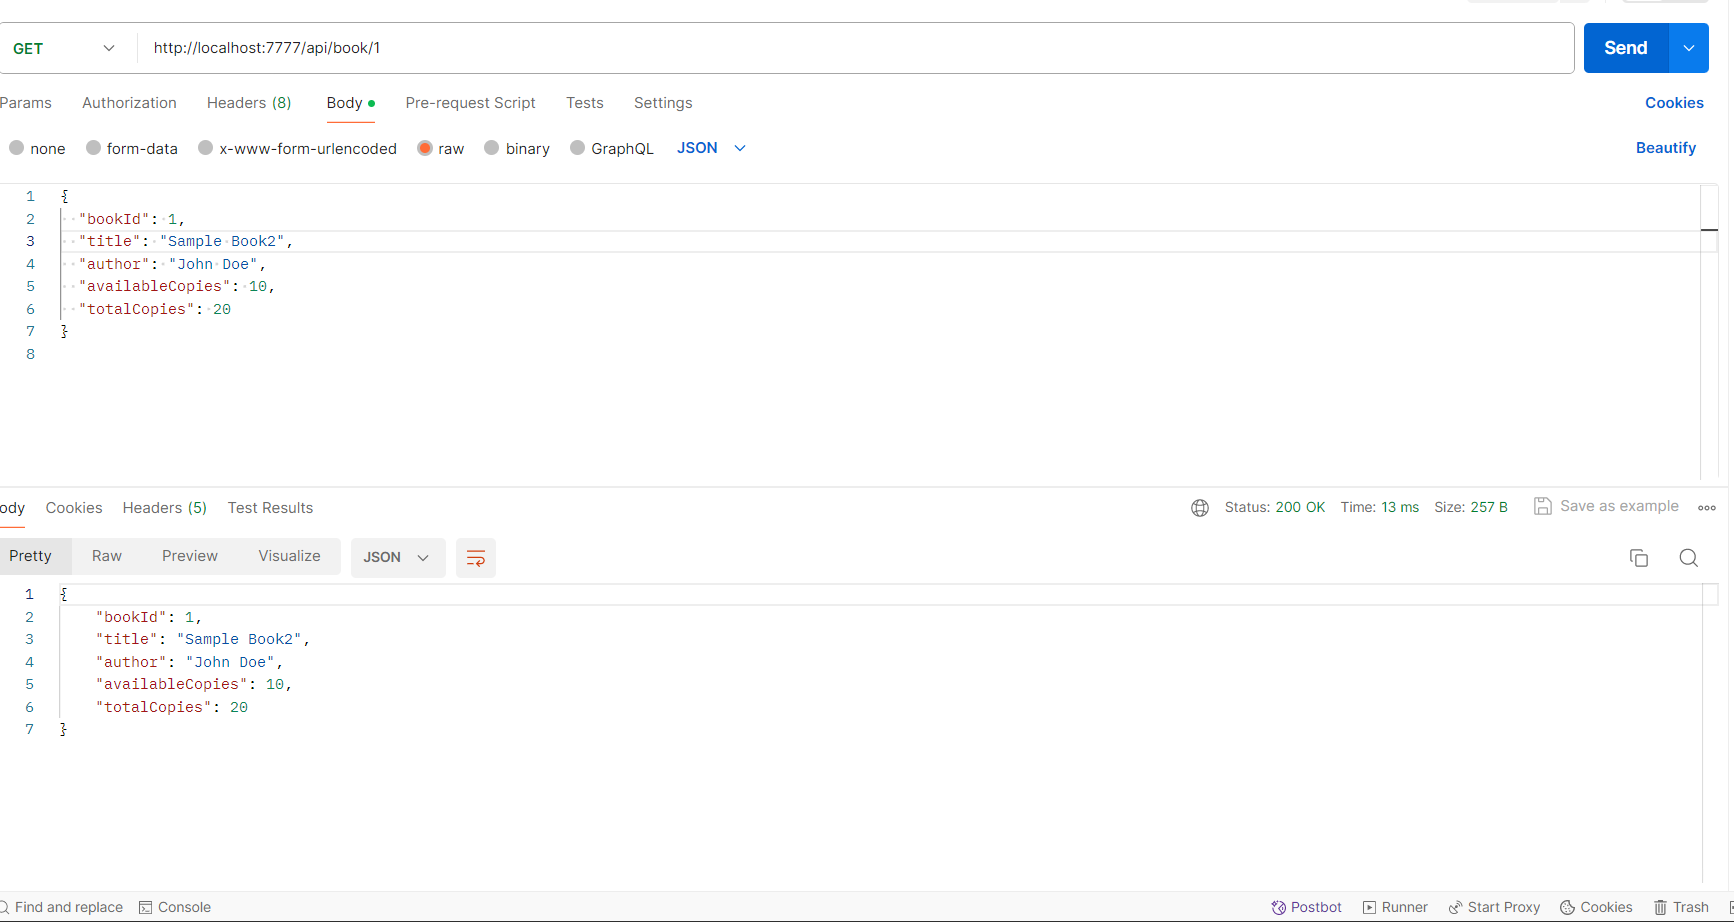 GET http://localhost:7777/api/book/1 Send
Params Authorization Headers (8) Body Pre-request Script Tests Settings Cookies
none form-data x-www-form-urlencoded raw binary GraphQL JSON Beautify
1 {
2 "bookId": 1,
3 "title": "Sample Book2",
4 "author": "John Doe",
5 "availableCopies": 10,
6 "totalCopies": 20
7 }
8
ody Cookies Headers (5) Test Results Status: 200 OK Time: 13 ms Size: 257 B Save as example
Pretty Raw Preview Visualize JSON
1 {
2 "bookId": 1,
3 "title": "Sample Book2",
4 "author": "John Doe",
5 "availableCopies": 10,
6 "totalCopies": 20
7 }
Find and replace Console Postbot Runner Start Proxy Cookies Trash